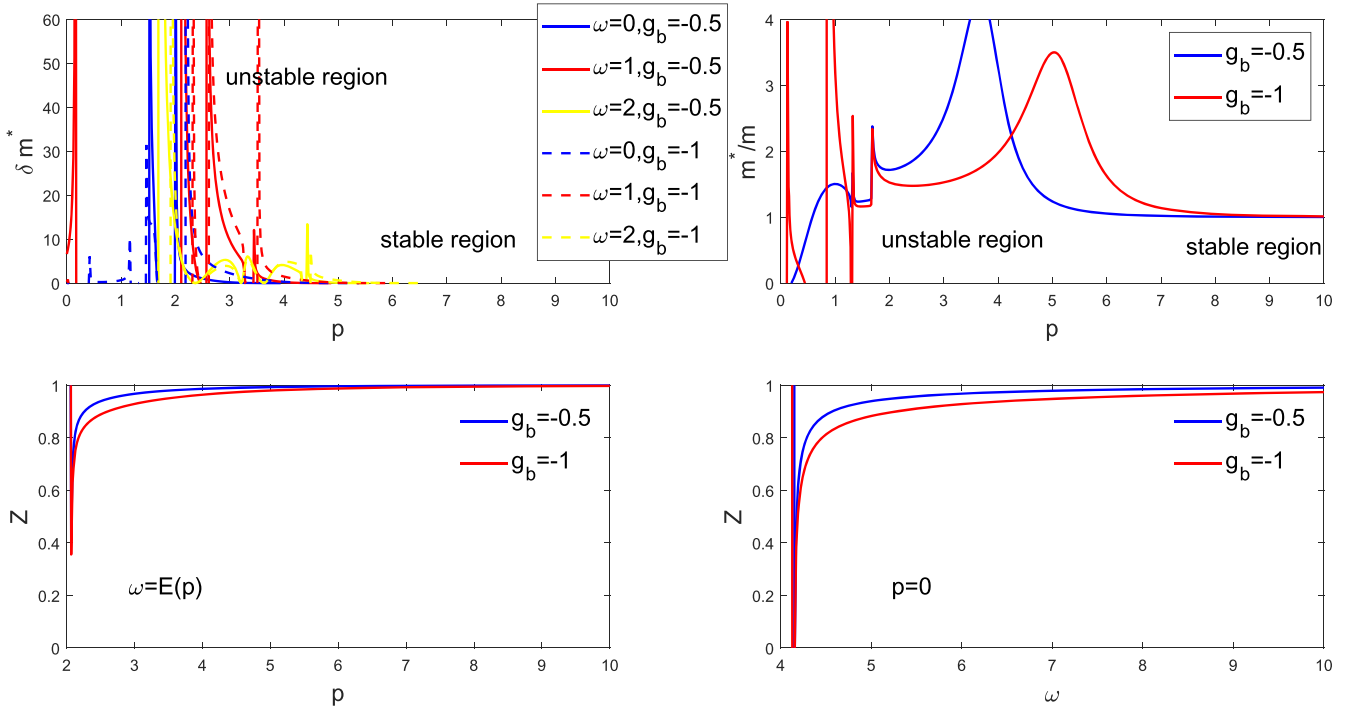 60
50
40
30
20
10
0
δ m*
0 1 2 3 4 5 6 7 8 9 10
p
unstable region
stable region
ω=0,g_b=-0.5
ω=1,g_b=-0.5
ω=2,g_b=-0.5
ω=0,g_b=-1
ω=1,g_b=-1
ω=2,g_b=-1
4
3
2
1
0
m*/m
0 1 2 3 4 5 6 7 8 9 10
p
g_b=-0.5
g_b=-1
unstable region
stable region
1
0.8
0.6
0.4
0.2
0
Z
2 3 4 5 6 7 8 9 10
p
g_b=-0.5
g_b=-1
ω=E(p)
1
0.8
0.6
0.4
0.2
0
Z
4 5 6 7 8 9 10
ω
g_b=-0.5
g_b=-1
p=0